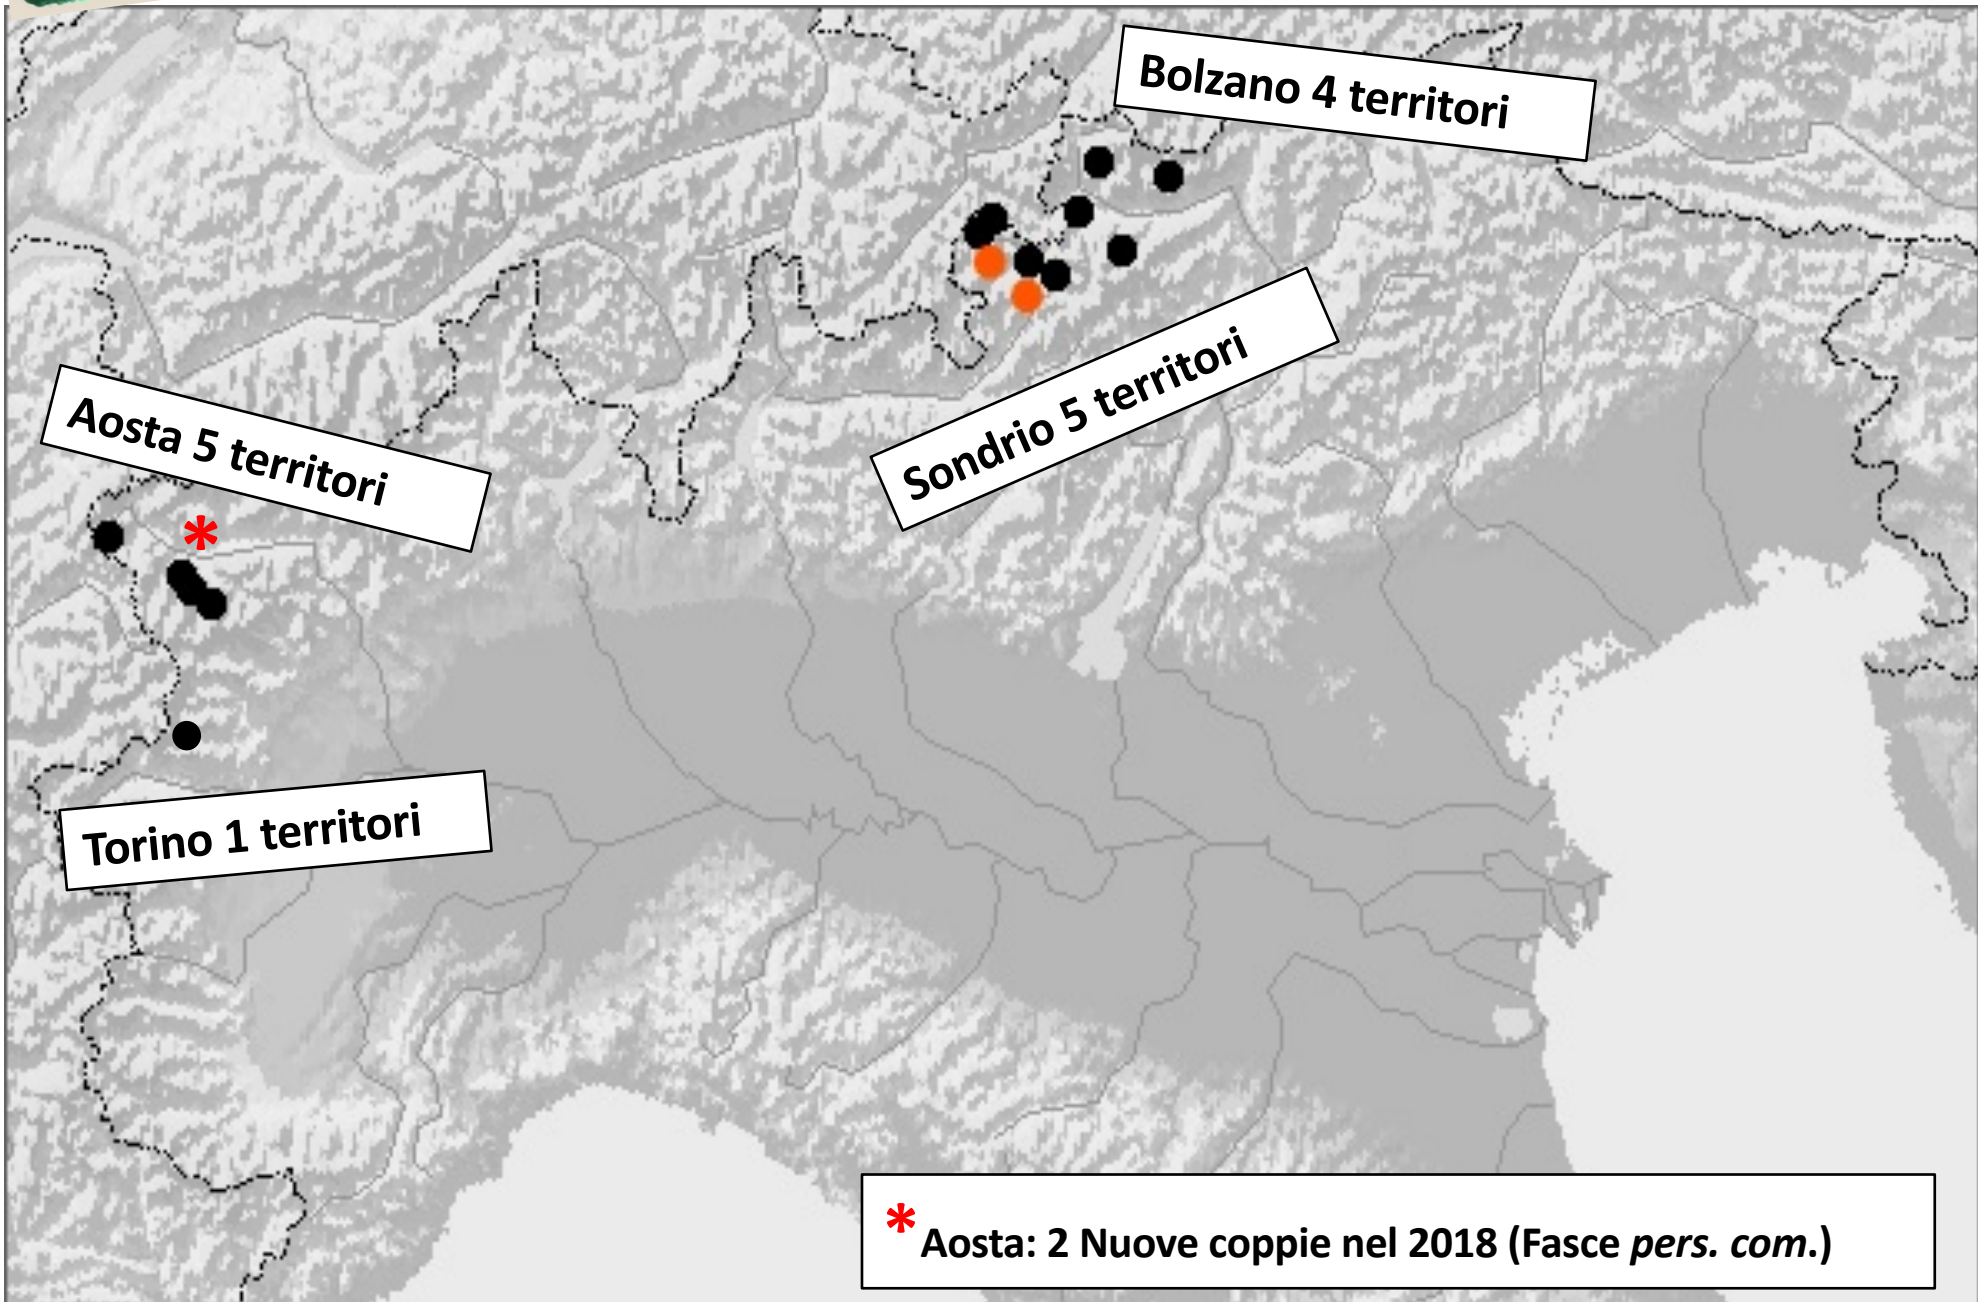 Bolzano 4 territori
Sondrio 5 territori
Aosta 5 territori
*
Torino 1 territori
* Aosta: 2 Nuove coppie nel 2018 (Fasce pers. com.)